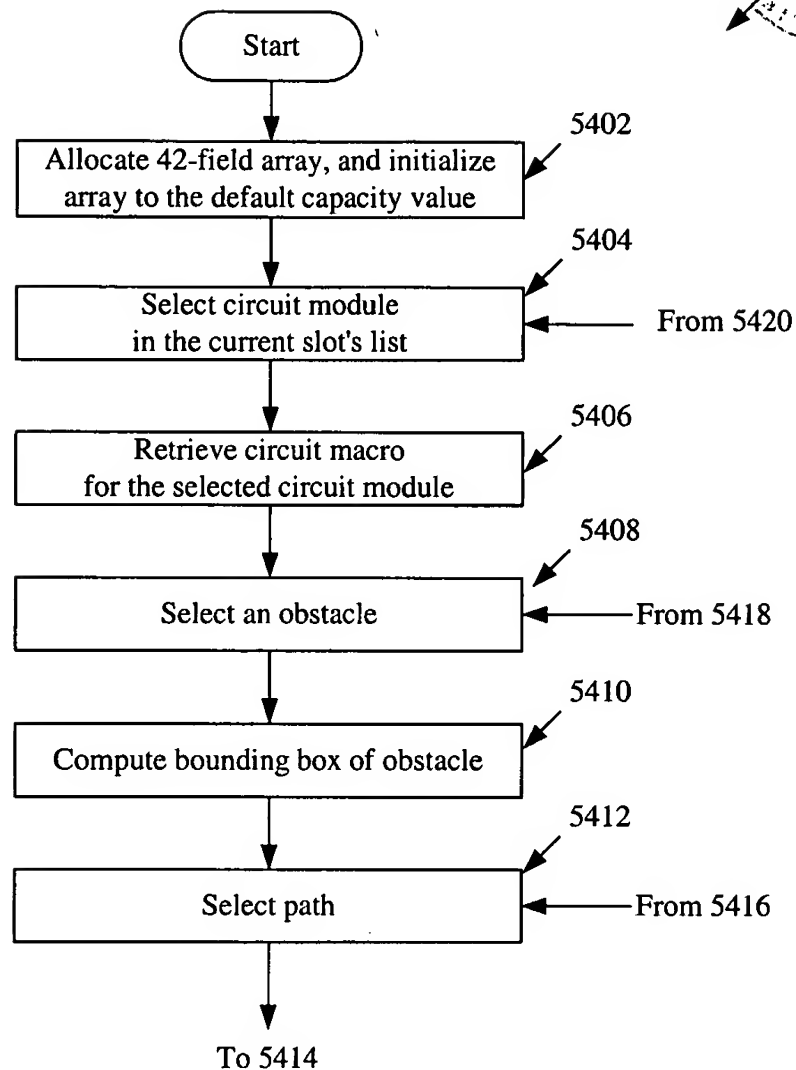 Start
5402
Allocate 42-field array, and initialize
array to the default capacity value
5404
Select circuit module
in the current slot's list
From 5420
5406
Retrieve circuit macro
for the selected circuit module
5408
Select an obstacle
From 5418
5410
Compute bounding box of obstacle
5412
Select path
From 5416
To 5414